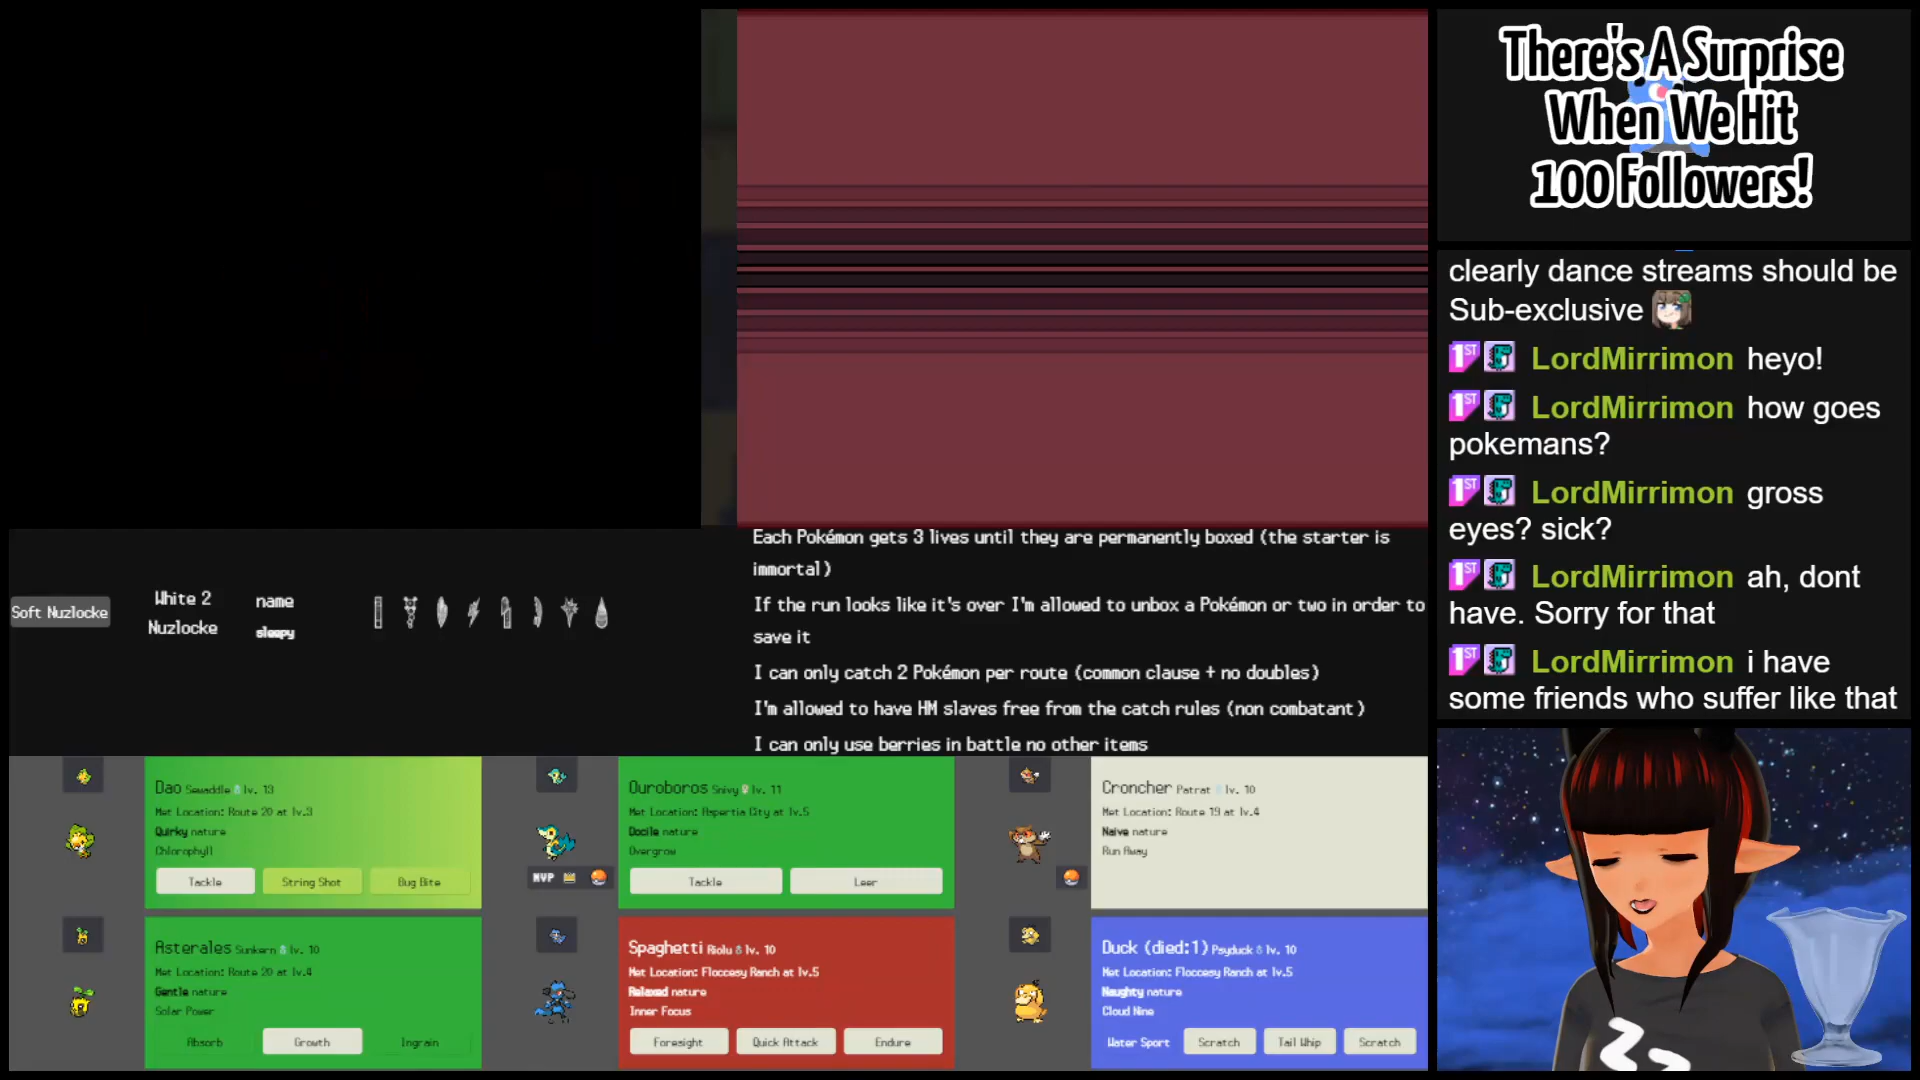 There's A Surprise
When We Hit
100 Followers!
clearly dance streams should be
Sub-exclusive
1ST LordMirrimon heyo!
1ST LordMirrimon how goes
pokemans?
1ST LordMirrimon gross
eyes? sick?
1ST LordMirrimon ah, dont
have. Sorry for that
1ST LordMirrimon i have
some friends who suffer like that
Soft Nuzlocke
White 2
Nuzlocke
name
sleepy
Each Pokémon gets 3 lives until they are permanently boxed (the starter is
immortal)
If the run looks like it's over I'm allowed to unbox a Pokémon or two in order to
save it
I can only catch 2 Pokémon per route (common clause + no doubles)
I'm allowed to have HM slaves free from the catch rules (non combatant)
I can only use berries in battle no other items
Dao Sewaddle lv. 13
Met Location: Route 20 at lv.3
Quirky nature
Chlorophyll
Tackle
String Shot
Bug Bite
MVP
Ouroboros Snivy lv. 11
Met Location: Aspertia City at lv.5
Docile nature
Overgrow
Tackle
Leer
Croncher Patrat lv. 10
Met Location: Route 19 at lv.4
Naive nature
Run Away
Asterales Sunkern lv. 10
Met Location: Route 20 at lv.4
Gentle nature
Solar Power
Absorb
Growth
Ingrain
Spaghetti Riolu lv. 10
Met Location: Floccesy Ranch at lv.5
Relaxed nature
Inner Focus
Foresight
Quick Attack
Endure
Duck (died:1) Psyduck lv. 10
Met Location: Floccesy Ranch at lv.5
Naughty nature
Cloud Nine
Water Sport
Scratch
Tail Whip
Scratch